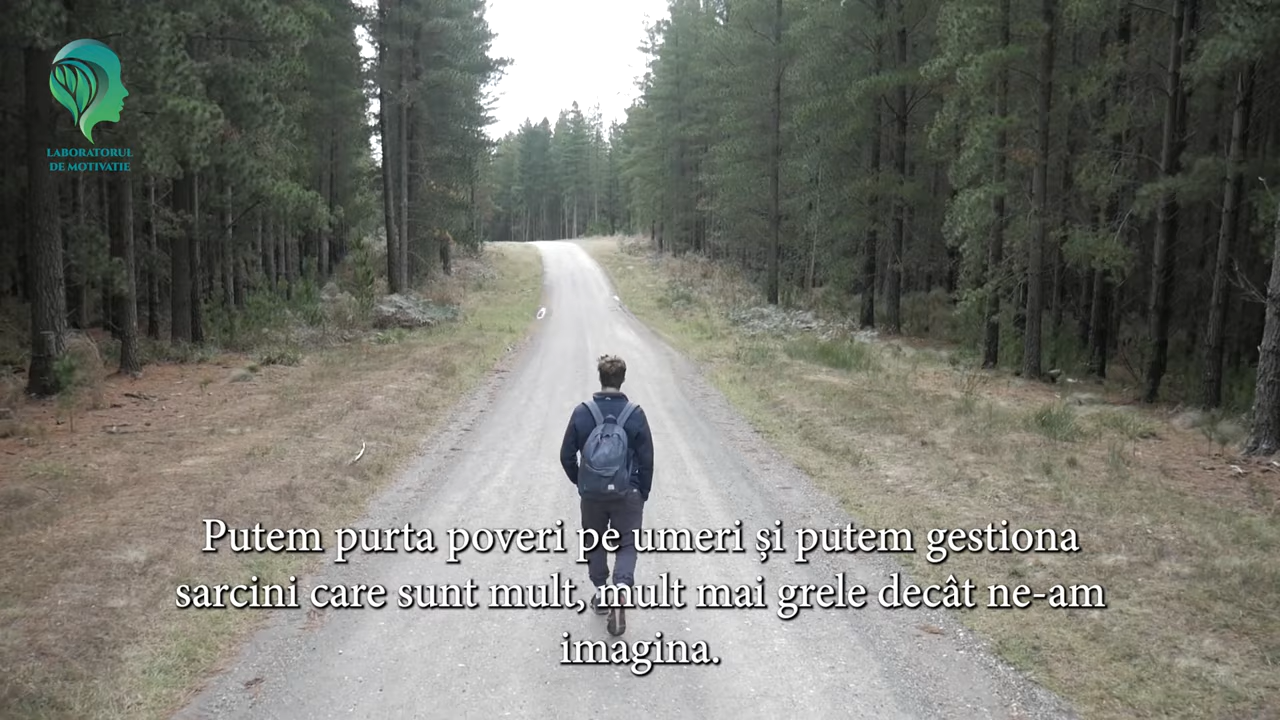 LABORATORUL
DE MOTIVATIE
Putem purta poveri pe umeri și putem gestiona
sarcini care sunt mult, mult mai grele decât ne-am
imagina.